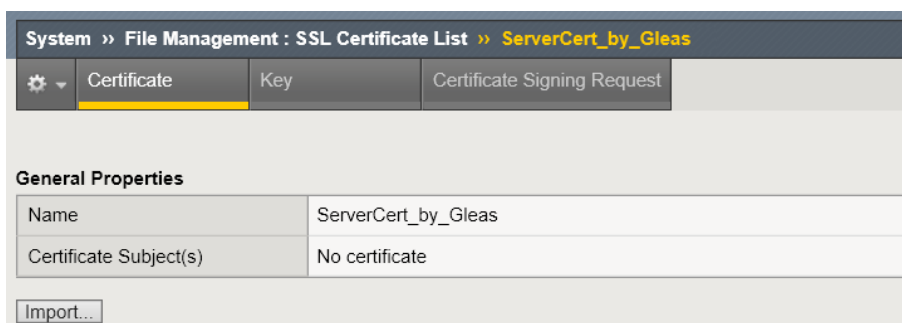 System ›› File Management : SSL Certificate List ›› ServerCert_by_Gleas
Certificate Key Certificate Signing Request
General Properties
Name ServerCert_by_Gleas
Certificate Subject(s) No certificate
Import...